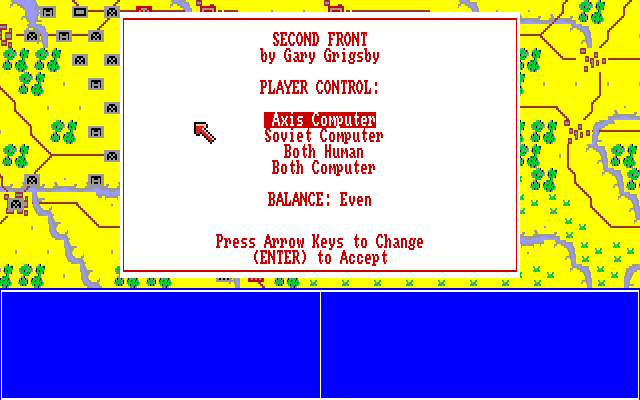 SECOND FRONT
by Gary Grigsby
PLAYER CONTROL:
Axis Computer
Soviet Computer
Both Human
Both Computer
BALANCE: Even
Press Arrow Keys to Change
(ENTER) to Accept